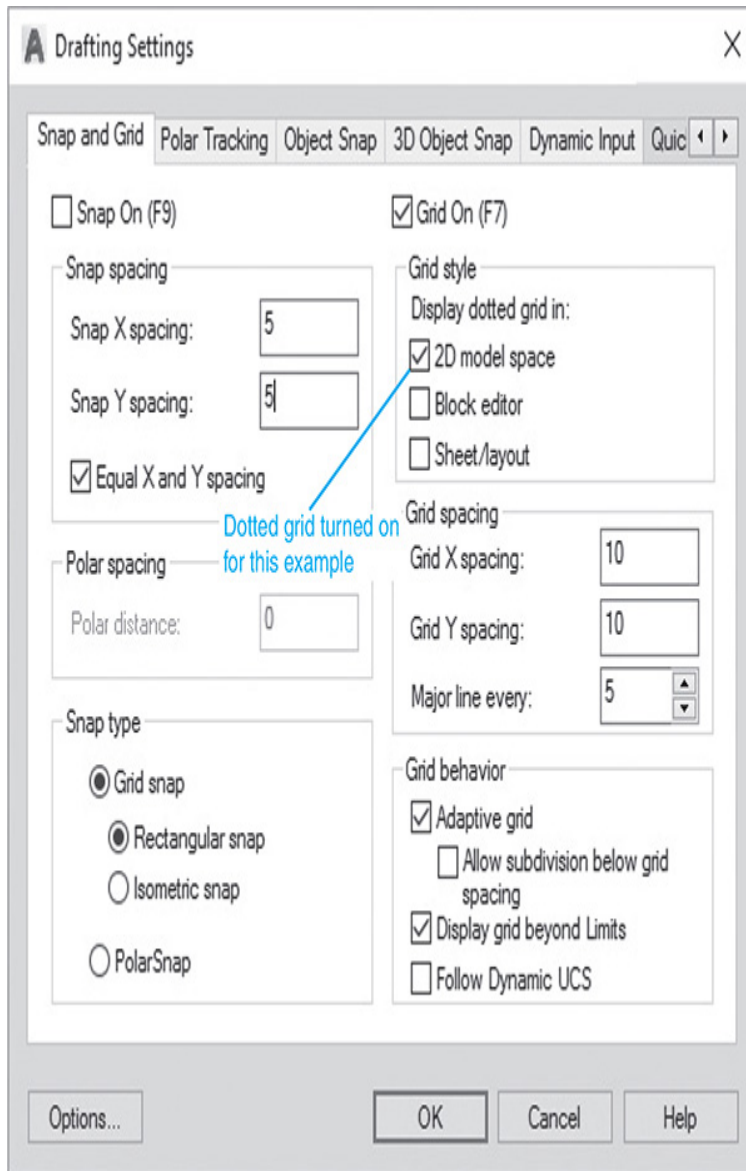 Drafting Settings
Snap and Grid Polar Tracking Object Snap 3D Object Snap Dynamic Input Quic
Snap On (F9)
Snap spacing
Snap X spacing: 5
Snap Y spacing: 5
Equal X and Y spacing
Dotted grid turned on
for this example
Polar spacing
Polar distance: 0
Snap type
Grid snap
Rectangular snap
Isometric snap
PolarSnap
Grid On (F7)
Grid style
Display dotted grid in:
2D model space
Block editor
Sheet/layout
Grid spacing
Grid X spacing: 10
Grid Y spacing: 10
Major line every: 5
Grid behavior
Adaptive grid
Allow subdivision below grid
spacing
Display grid beyond Limits
Follow Dynamic UCS
Options... OK Cancel Help